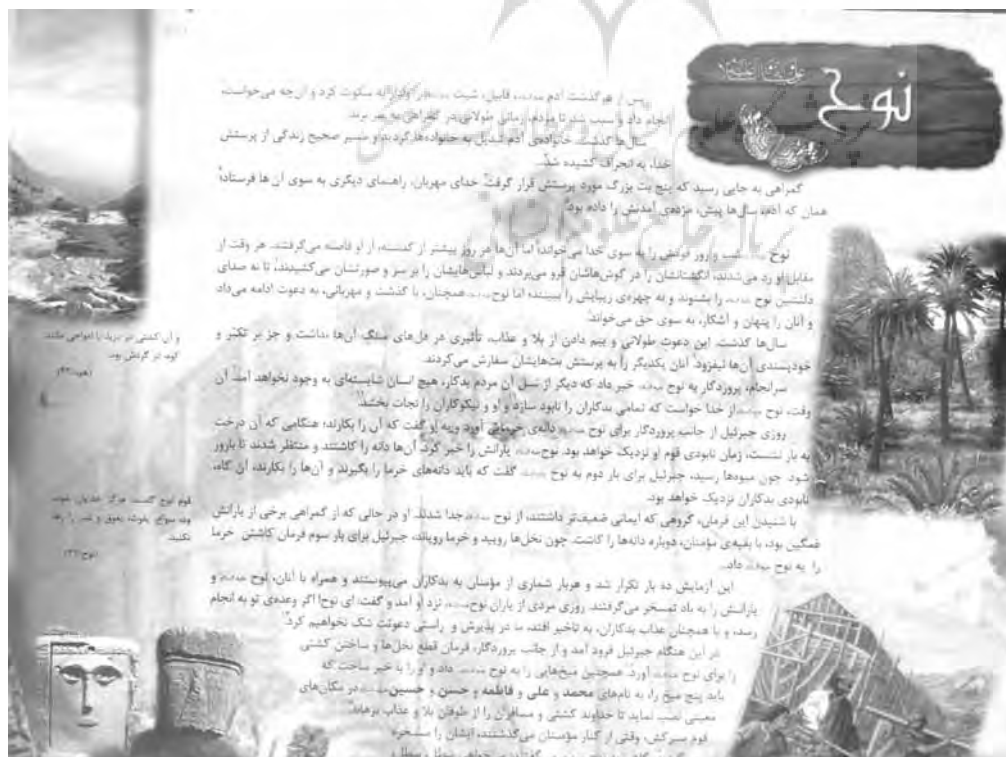 نوح
پس از هر گذشت آدم، قابیل، شیث سکوت کرد و آن‌چه می‌خواست،
انجام داد و سبب شد تا مردم، زمانی طولانی در گمراهی به سر برند.
سال‌ها گذشت. خانواده‌ی آدم تبدیل به خانواده‌ها گردید و مسیر صحیح زندگی از پرستش
خدا، به انحراف کشیده شد.
گمراهی به جایی رسید که پنج بت بزرگ مورد پرستش قرار گرفت. خدای مهربان، راهنمای دیگری به سوی آن ها فرستاد؛
همان که آدم، سال‌ها پیش، مژده‌ی آمدنش را داده بود.
نوح شب و روز قومش را به سوی خدا می‌خواند؛ اما آن‌ها هر روز بیشتر از گذشته، از او فاصله می‌گرفتند. هر وقت از
مقابل او رد می‌شدند، انگشتانشان را در گوش‌هاشان فرو می‌بردند و لباس‌هایشان را بر سر و صورتشان می‌کشیدند؛ تا نه صدای
دلنشین نوح را بشنوند و نه چهره‌ی زیبایش را ببینند؛ اما نوح همچنان، با گذشت و مهربانی، به دعوت ادامه می‌داد
و آنان را پنهان و آشکار، به سوی حق می‌خواند.
سال‌ها گذشت. این دعوت طولانی و بیم دادن از بلا و عذاب، تأثیری در دل‌های سنگ آن‌ها نداشت و جز بر تکبّر و
خودپسندی آن‌ها نیفزود. آنان یکدیگر را به پرستش بت‌هایشان سفارش می‌کردند.
سرانجام، پروردگار به نوح خبر داد که دیگر از نسل آن مردم بدکار، هیچ انسان شایسته‌ای به وجود نخواهد آمد. آن
وقت، نوح از خدا خواست که تمامی بدکاران را نابود سازد و او و نیکوکاران را نجات بخشد.
روزی جبرئیل از جانب پروردگار برای نوح دانه‌ی خرمایی آورد و به او گفت که آن را بکارند؛ هنگامی که آن درخت
به بار نشست، زمان نابودی قوم او نزدیک خواهد بود. نوح یارانش را خبر کرد. آن‌ها دانه را کاشتند و منتظر شدند تا بارور
شود. چون میوه‌ها رسید، جبرئیل برای بار دوم به نوح گفت که باید دانه‌های خرما را بگیرند و آن‌ها را بکارند، آن گاه،
نابودی بدکاران نزدیک خواهد بود.
با شنیدن این فرمان، گروهی که ایمانی ضعیف‌تر داشتند، از نوح جدا شدند. او در حالی که از گمراهی برخی از یارانش
غمگین بود، با بقیه‌ی مؤمنان، دوباره دانه‌ها را کاشت. چون نخل‌ها رویید و خرما رویاند، جبرئیل برای بار سوم فرمان کاشتن خرما
را به نوح داد.
این آزمایش ده بار تکرار شد و هربار شماری از مؤمنان به بدکاران می‌پیوستند و همراه با آنان، نوح و
یارانش را به باد تمسخر می‌گرفتند. روزی مردی از یاران نوح نزد او آمد و گفت: ای نوح! اگر وعده‌ی تو به انجام
رسد، و یا همچنان عذاب بدکاران، به تاخیر افتد، ما در پذیرش و راستی دعوتت شک نخواهیم کرد.
در این هنگام جبرئیل فرود آمد و از جانب پروردگار، فرمان قطع نخل‌ها و ساختن کشتی
را برای نوح آورد. همچنین میخ‌هایی را به نوح داد و او را با خبر ساخت که
باید پنج میخ را، به نام‌های محمد و علی و فاطمه و حسن و حسین در مکان‌های
معینی نصب نماید تا خداوند کشتی و مسافران را از طوفان بلا و عذاب برهاند.
قوم سرکش، وقتی از کنار مؤمنان می‌گذشتند، ایشان را مسخره
و آن کشتی در دریا، با امواجی مانند
کوه، در گردش بود.
(هود/۴۲)
قوم نوح گفتند: هرگز خدایان خود،
ود، سواع، یغوث، یعوق و نسر را رها
نکنید.
(نوح/۲۳)